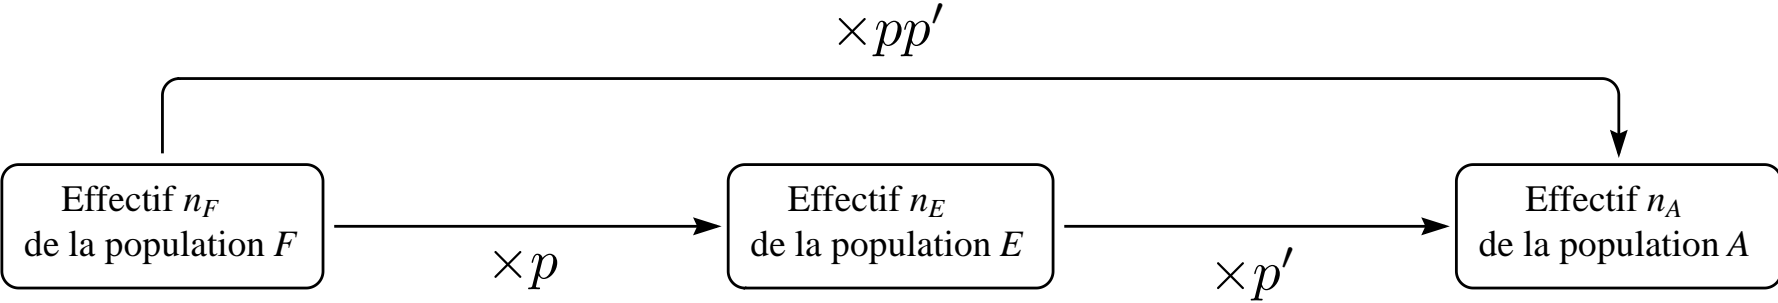 ×pp′
Effectif n_F
de la population F
×p
Effectif n_E
de la population E
×p′
Effectif n_A
de la population A